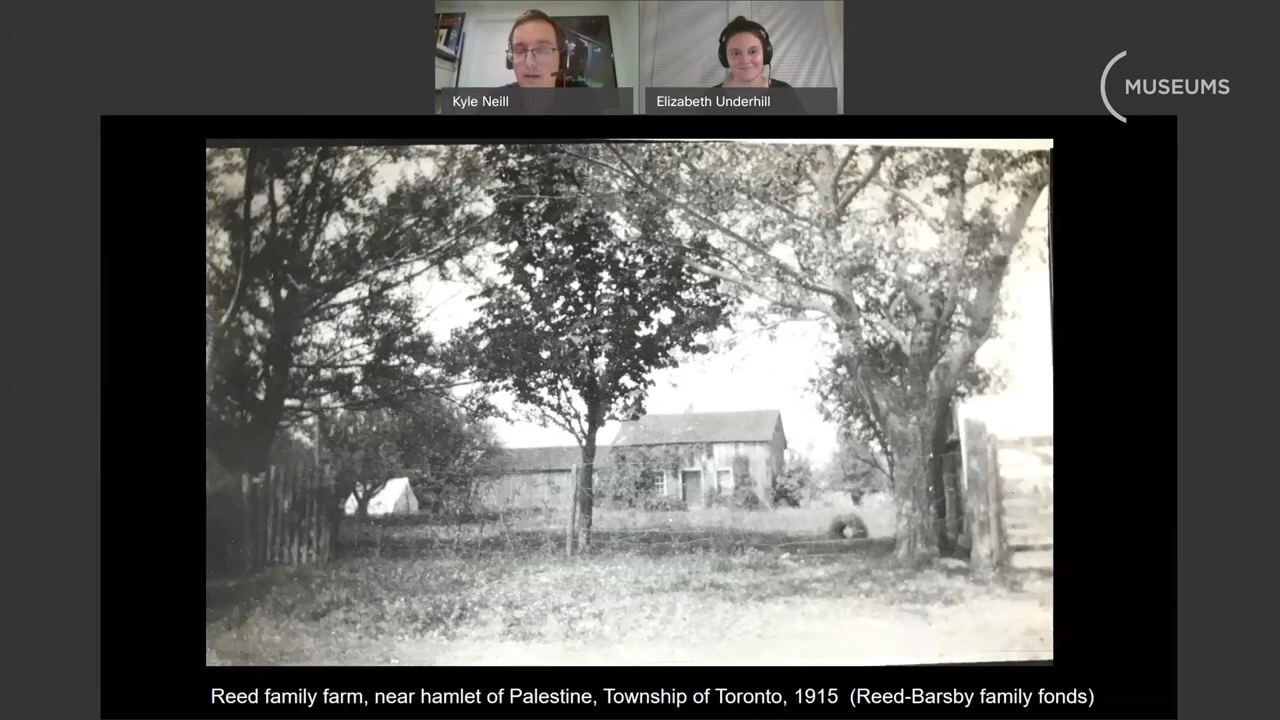 Kyle Neill
Elizabeth Underhill
MUSEUMS
Reed family farm, near hamlet of Palestine, Township of Toronto, 1915 (Reed-Barsby family fonds)